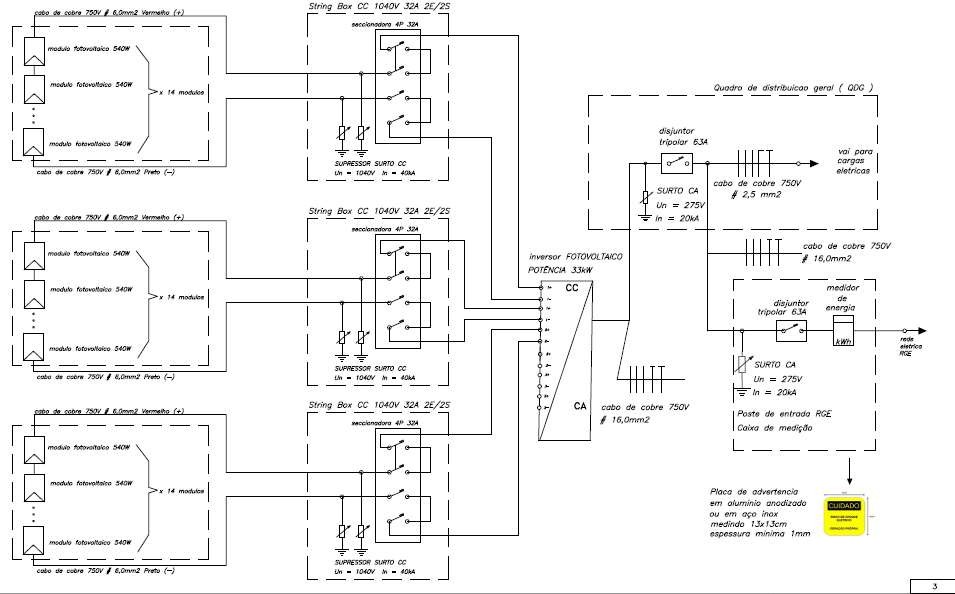 cabo de cobre 750V # 6,0mm2 Vermelho (+)
modulo fotovoltaico 540W
modulo fotovoltaico 540W
x 14 modulos
modulo fotovoltaico 540W
cabo de cobre 750V # 6,0mm2 Preto (-)
String Box CC 1040V 32A 2E/2S
seccionadora 4P 32A
SUPRESSOR SURTO CC
Un = 1040V In = 40kA
cabo de cobre 750V # 6,0mm2 Vermelho (+)
modulo fotovoltaico 540W
modulo fotovoltaico 540W
x 14 modulos
modulo fotovoltaico 540W
cabo de cobre 750V # 6,0mm2 Preto (-)
String Box CC 1040V 32A 2E/2S
seccionadora 4P 32A
SUPRESSOR SURTO CC
Un = 1040V In = 40kA
cabo de cobre 750V # 6,0mm2 Vermelho (+)
modulo fotovoltaico 540W
modulo fotovoltaico 540W
x 14 modulos
modulo fotovoltaico 540W
cabo de cobre 750V # 6,0mm2 Preto (-)
String Box CC 1040V 32A 2E/2S
seccionadora 4P 32A
SUPRESSOR SURTO CC
Un = 1040V In = 40kA
inversor FOTOVOLTAICO
POTÊNCIA 33kW
CC
CA
cabo de cobre 750V
# 16,0mm2
Quadro de distribuicao geral ( QDG )
disjuntor
tripolar 63A
SURTO CA
Un = 275V
In = 20kA
cabo de cobre 750V
# 2,5 mm2
vai para
cargas
eletricas
cabo de cobre 750V
# 16,0mm2
disjuntor
tripolar 63A
medidor
de
energia
kWh
rede
eletrica
RGE
SURTO CA
Un = 275V
In = 20kA
Poste de entrada RGE
Caixa de medição
Placa de advertencia
em aluminio anodizado
ou em aço inox
medindo 13x13cm
espessura mínima 1mm
CUIDADO
3